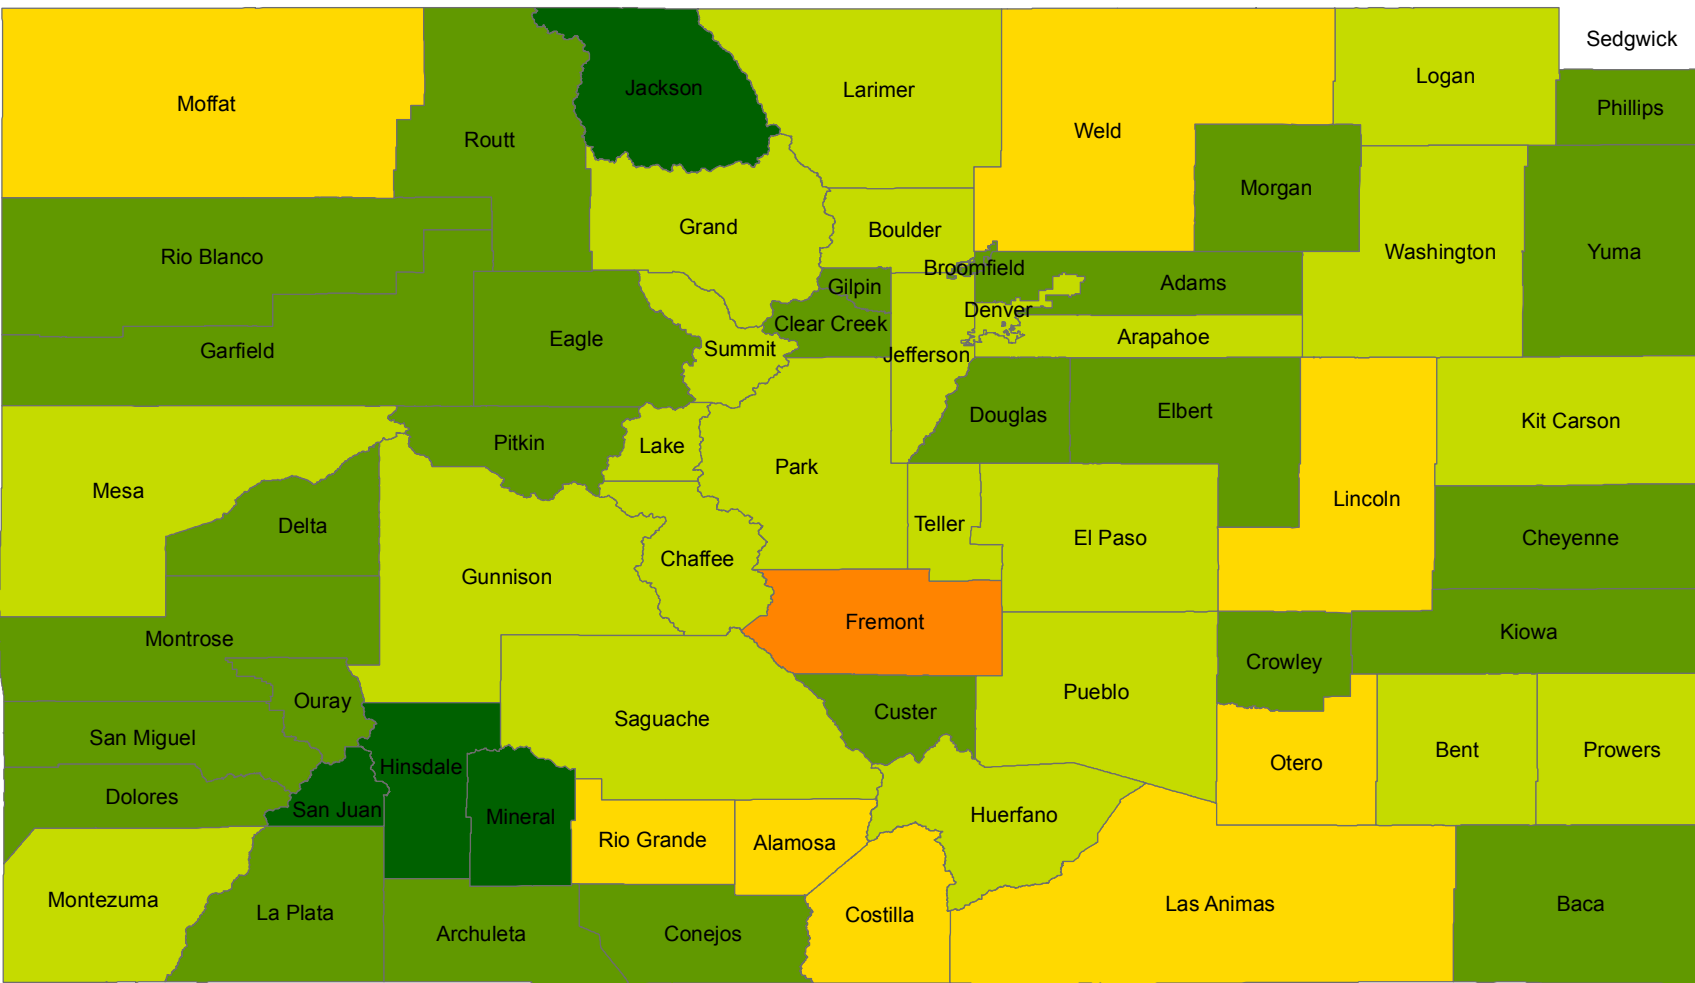 Sedgwick
Logan
Jackson
Larimer
Moffat
Phillips
Weld
Routt
Morgan
Grand
Boulder
Washington
Yuma
Rio Blanco
Broomfield
Adams
Gilpin
Denver
Clear Creek
Arapahoe
Eagle
Summit
Garfield
Jefferson
Elbert
Douglas
Kit Carson
Pitkin
Lake
Park
Mesa
Lincoln
Teller
Delta
El Paso
Cheyenne
Chaffee
Gunnison
Fremont
Kiowa
Montrose
Crowley
Pueblo
Ouray
Custer
Saguache
San Miguel
Bent
Prowers
Otero
Hinsdale
Dolores
San Juan
Mineral
Huerfano
Rio Grande
Alamosa
Montezuma
Las Animas
Baca
La Plata
Costilla
Archuleta
Conejos